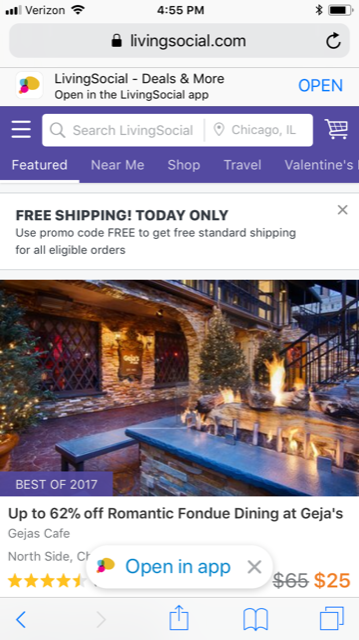 Verizon 4:55 PM
livingsocial.com
LivingSocial - Deals & More
Open in the LivingSocial app
OPEN
Search LivingSocial Chicago, IL
Featured Near Me Shop Travel Valentine's
FREE SHIPPING! TODAY ONLY
Use promo code FREE to get free standard shipping
for all eligible orders
BEST OF 2017
Up to 62% off Romantic Fondue Dining at Geja's
Gejas Cafe
North Side, Ch
Open in app
$65 $25